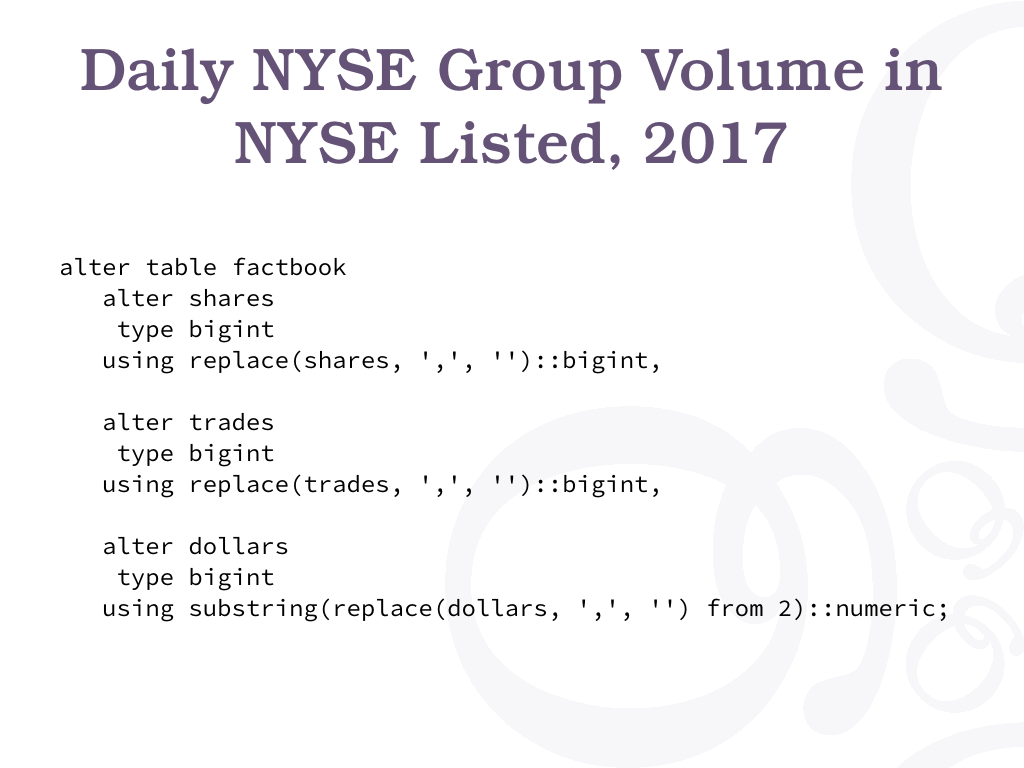 Daily NYSE Group Volume in
NYSE Listed, 2017
alter table factbook
   alter shares
    type bigint
   using replace(shares, ',', '')::bigint,

   alter trades
    type bigint
   using replace(trades, ',', '')::bigint,

   alter dollars
    type bigint
   using substring(replace(dollars, ',', '') from 2)::numeric;